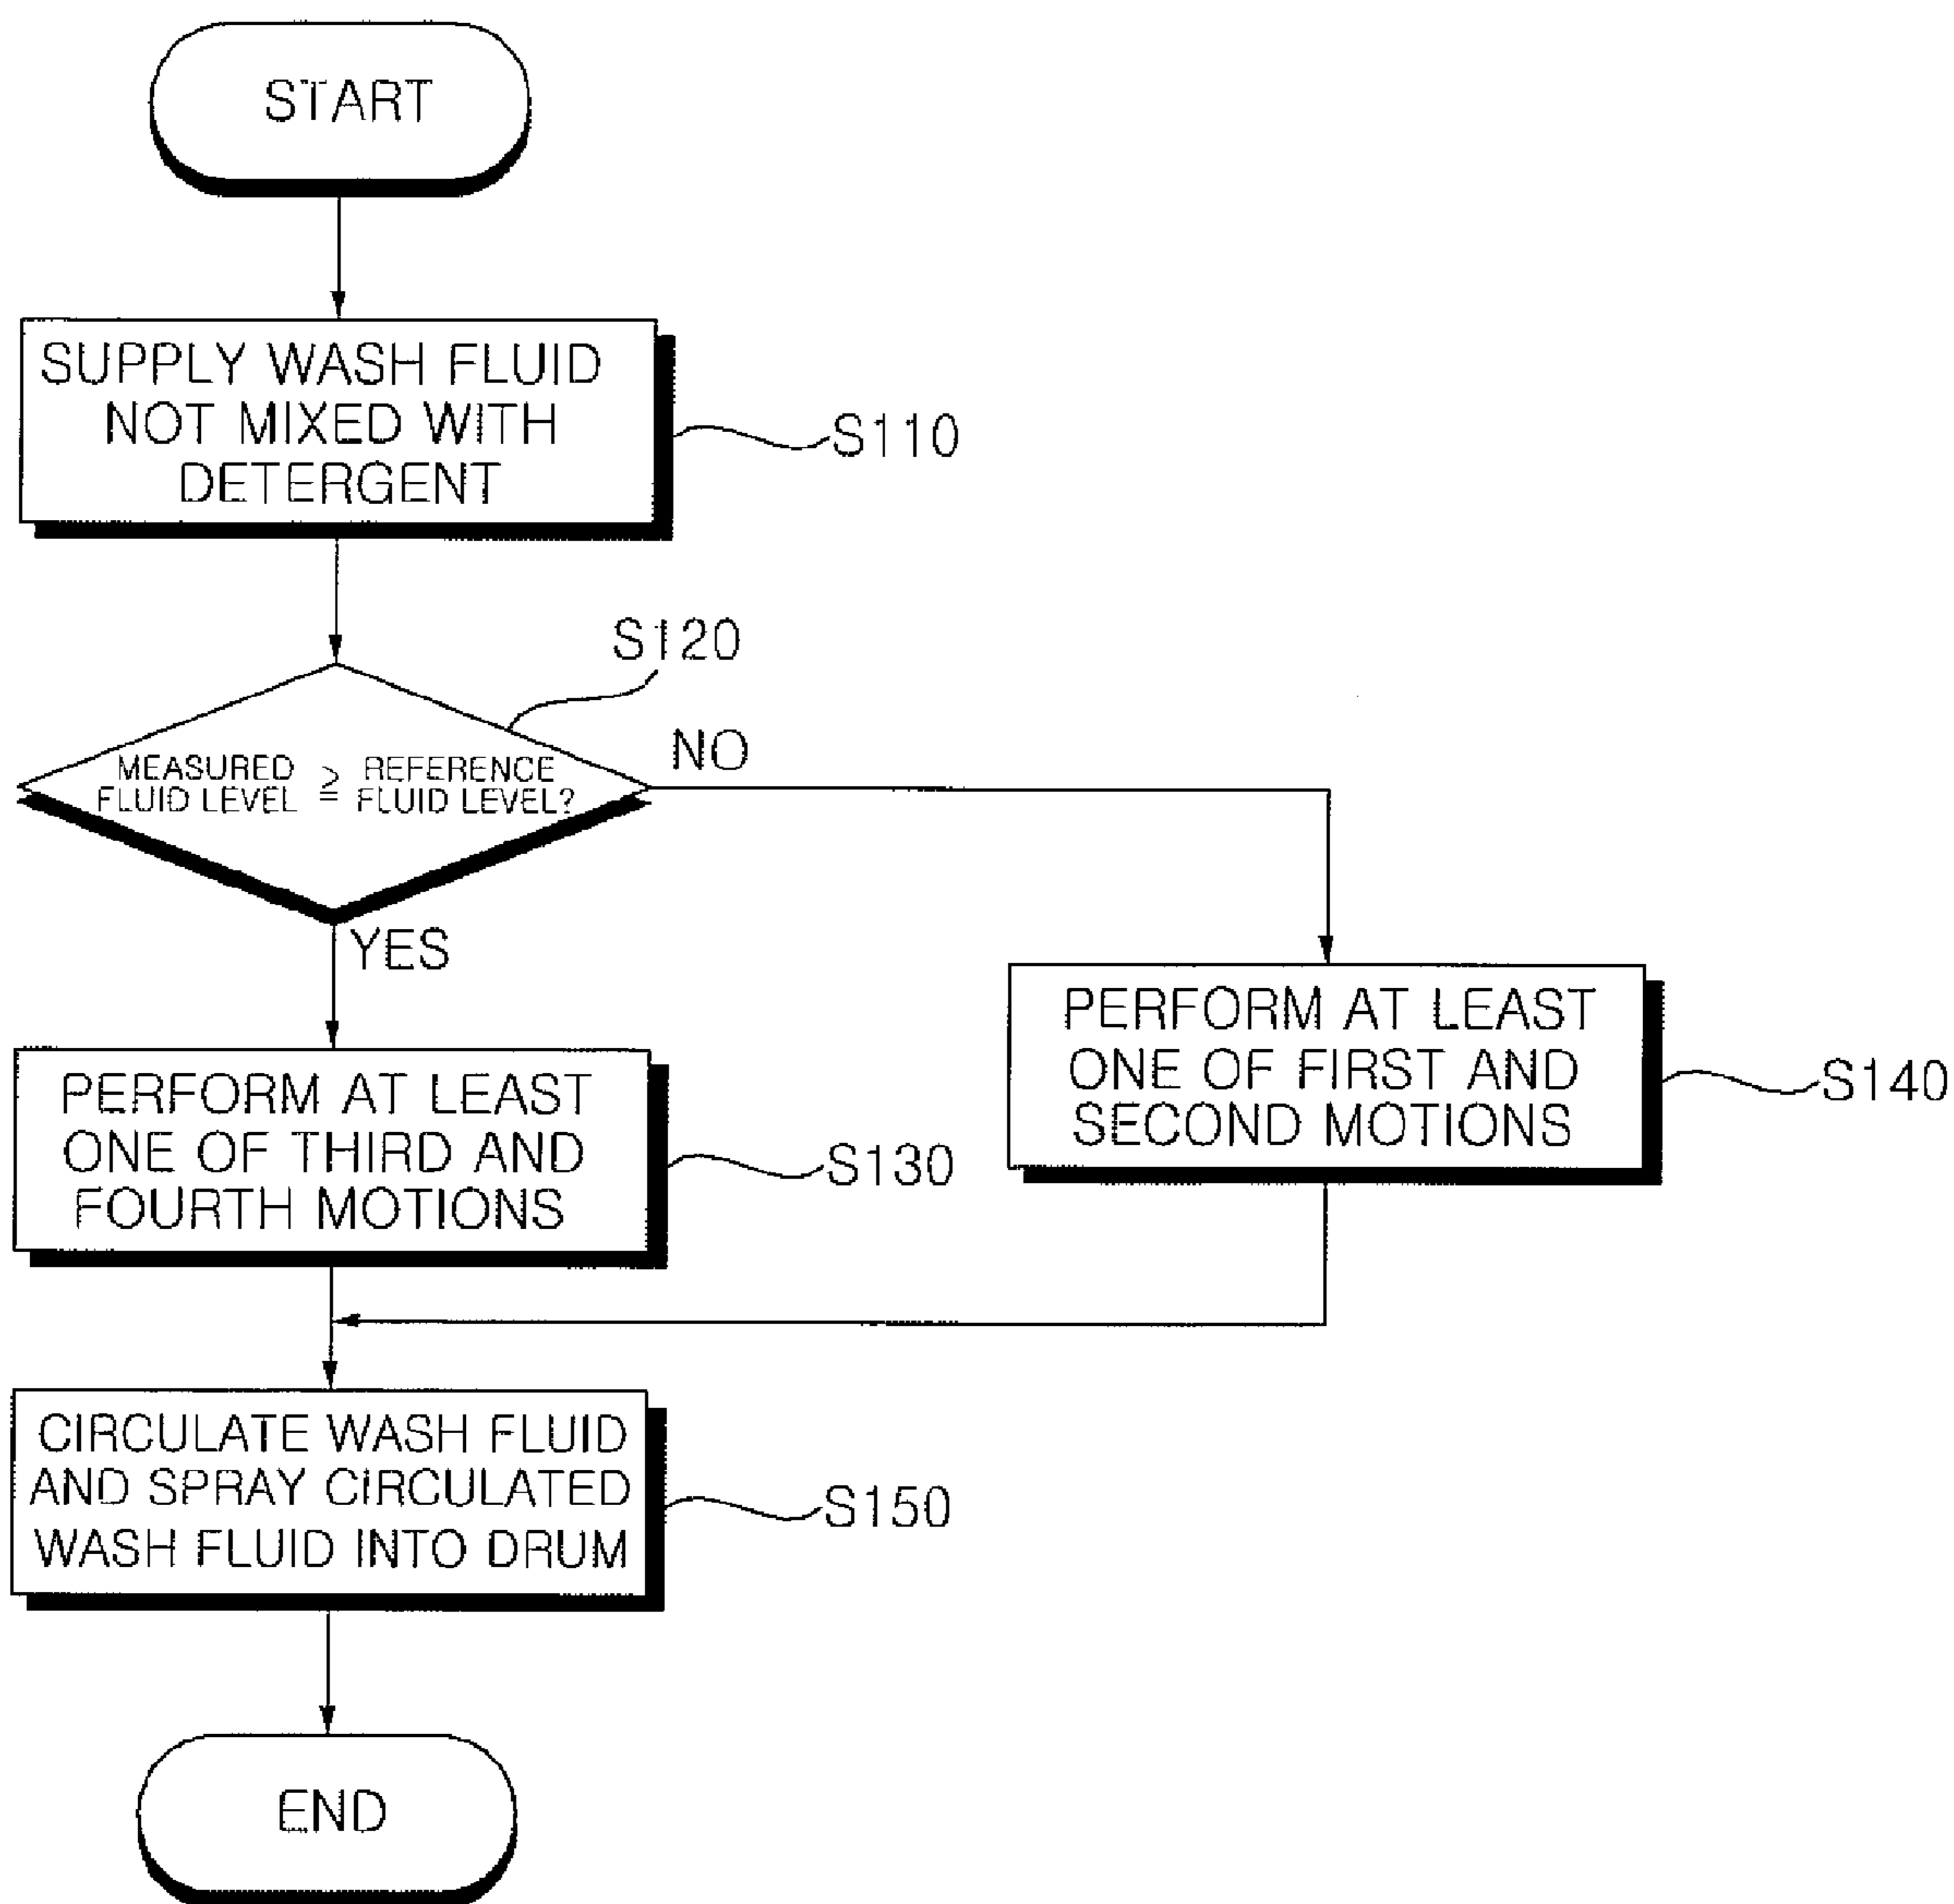 START
SUPPLY WASH FLUID
NOT MIXED WITH
DETERGENT
S110
S120
MEASURED ≧ REFERENCE
FLUID LEVEL FLUID LEVEL?
NO
YES
PERFORM AT LEAST
ONE OF FIRST AND
SECOND MOTIONS
S140
PERFORM AT LEAST
ONE OF THIRD AND
FOURTH MOTIONS
S130
CIRCULATE WASH FLUID
AND SPRAY CIRCULATED
WASH FLUID INTO DRUM
S150
END